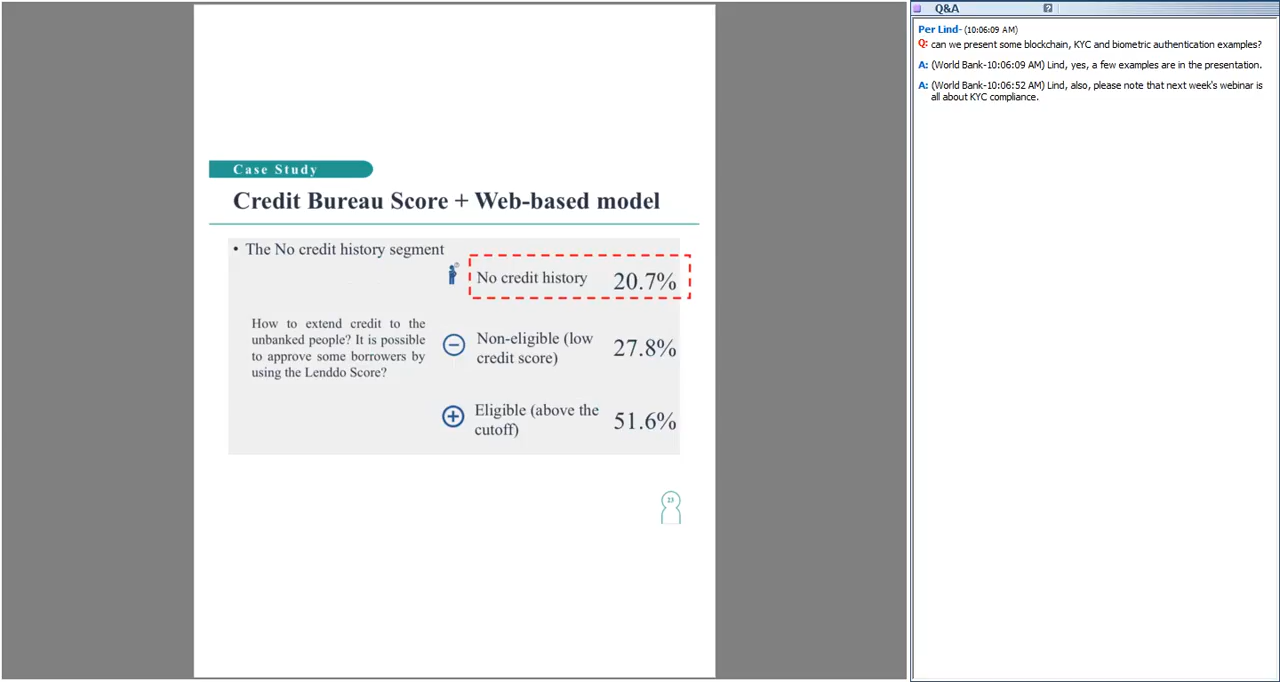 Case Study
Credit Bureau Score + Web-based model
• The No credit history segment
No credit history 20.7%
How to extend credit to the
unbanked people? It is possible
to approve some borrowers by
using the Lenddo Score?
Non-eligible (low
credit score)
27.8%
Eligible (above the
cutoff)
51.6%
13
Q&A
Per Lind- (10:06:09 AM)
Q: can we present some blockchain, KYC and biometric authentication examples?
A: (World Bank-10:06:09 AM) Lind, yes, a few examples are in the presentation.
A: (World Bank-10:06:52 AM) Lind, also, please note that next week's webinar is
all about KYC compliance.